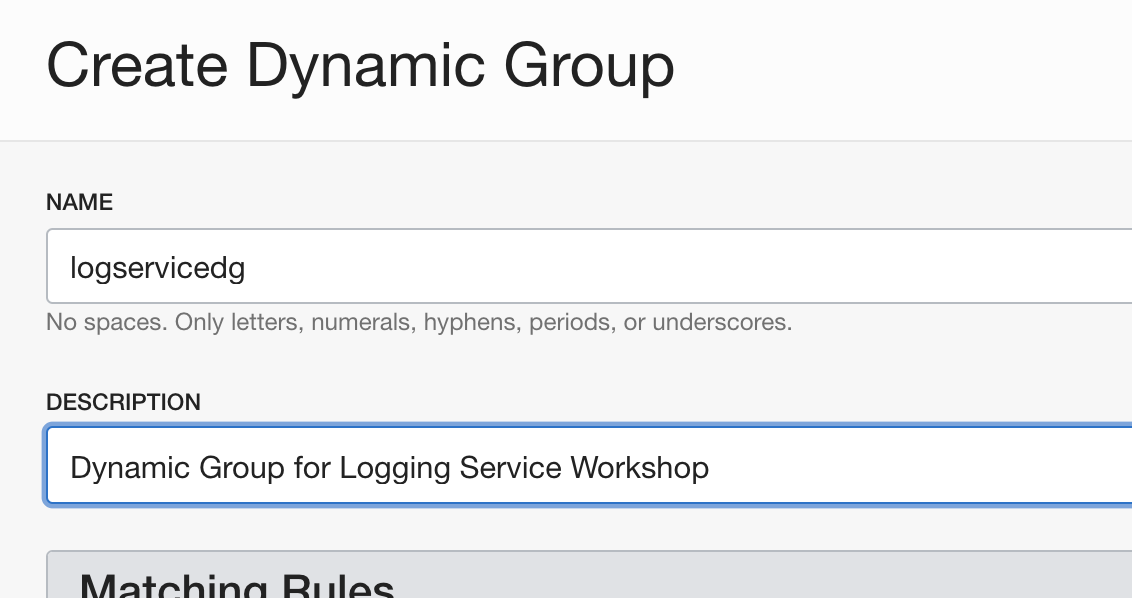 Create Dynamic Group
NAME
logservicedg
No spaces. Only letters, numerals, hyphens, periods, or underscores.
DESCRIPTION
Dynamic Group for Logging Service Workshop
Matching Rules